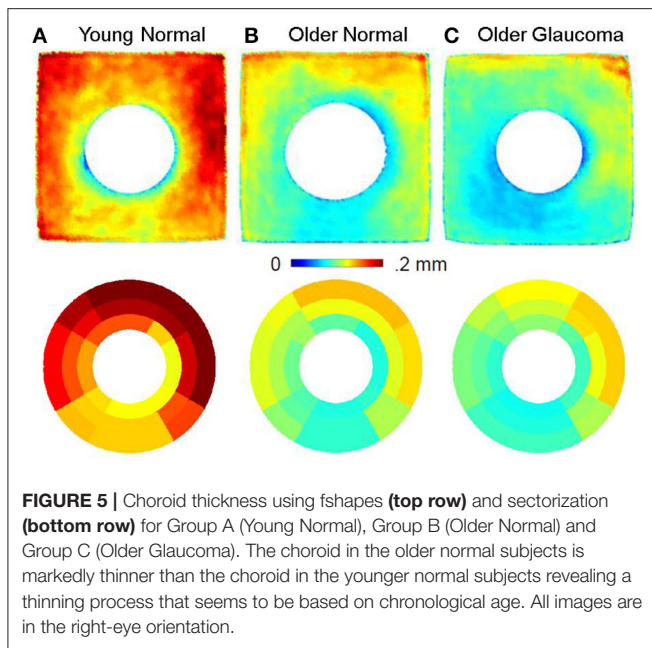 A Young Normal B Older Normal C Older Glaucoma
0 .2 mm
FIGURE 5 | Choroid thickness using fshapes (top row) and sectorization
(bottom row) for Group A (Young Normal), Group B (Older Normal) and
Group C (Older Glaucoma). The choroid in the older normal subjects is
markedly thinner than the choroid in the younger normal subjects revealing a
thinning process that seems to be based on chronological age. All images are
in the right-eye orientation.